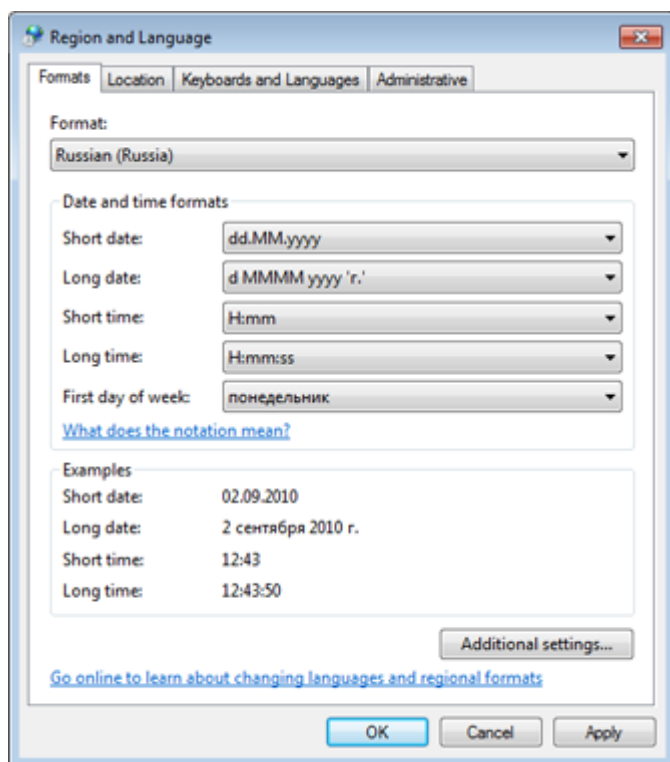 Region and Language
Formats Location Keyboards and Languages Administrative
Format:
Russian (Russia)
Date and time formats
Short date: dd.MM.yyyy
Long date: d MMMM yyyy 'г.'
Short time: H:mm
Long time: H:mm:ss
First day of week: понедельник
What does the notation mean?
Examples
Short date: 02.09.2010
Long date: 2 сентября 2010 г.
Short time: 12:43
Long time: 12:43:50
Additional settings...
Go online to learn about changing languages and regional formats
OK Cancel Apply